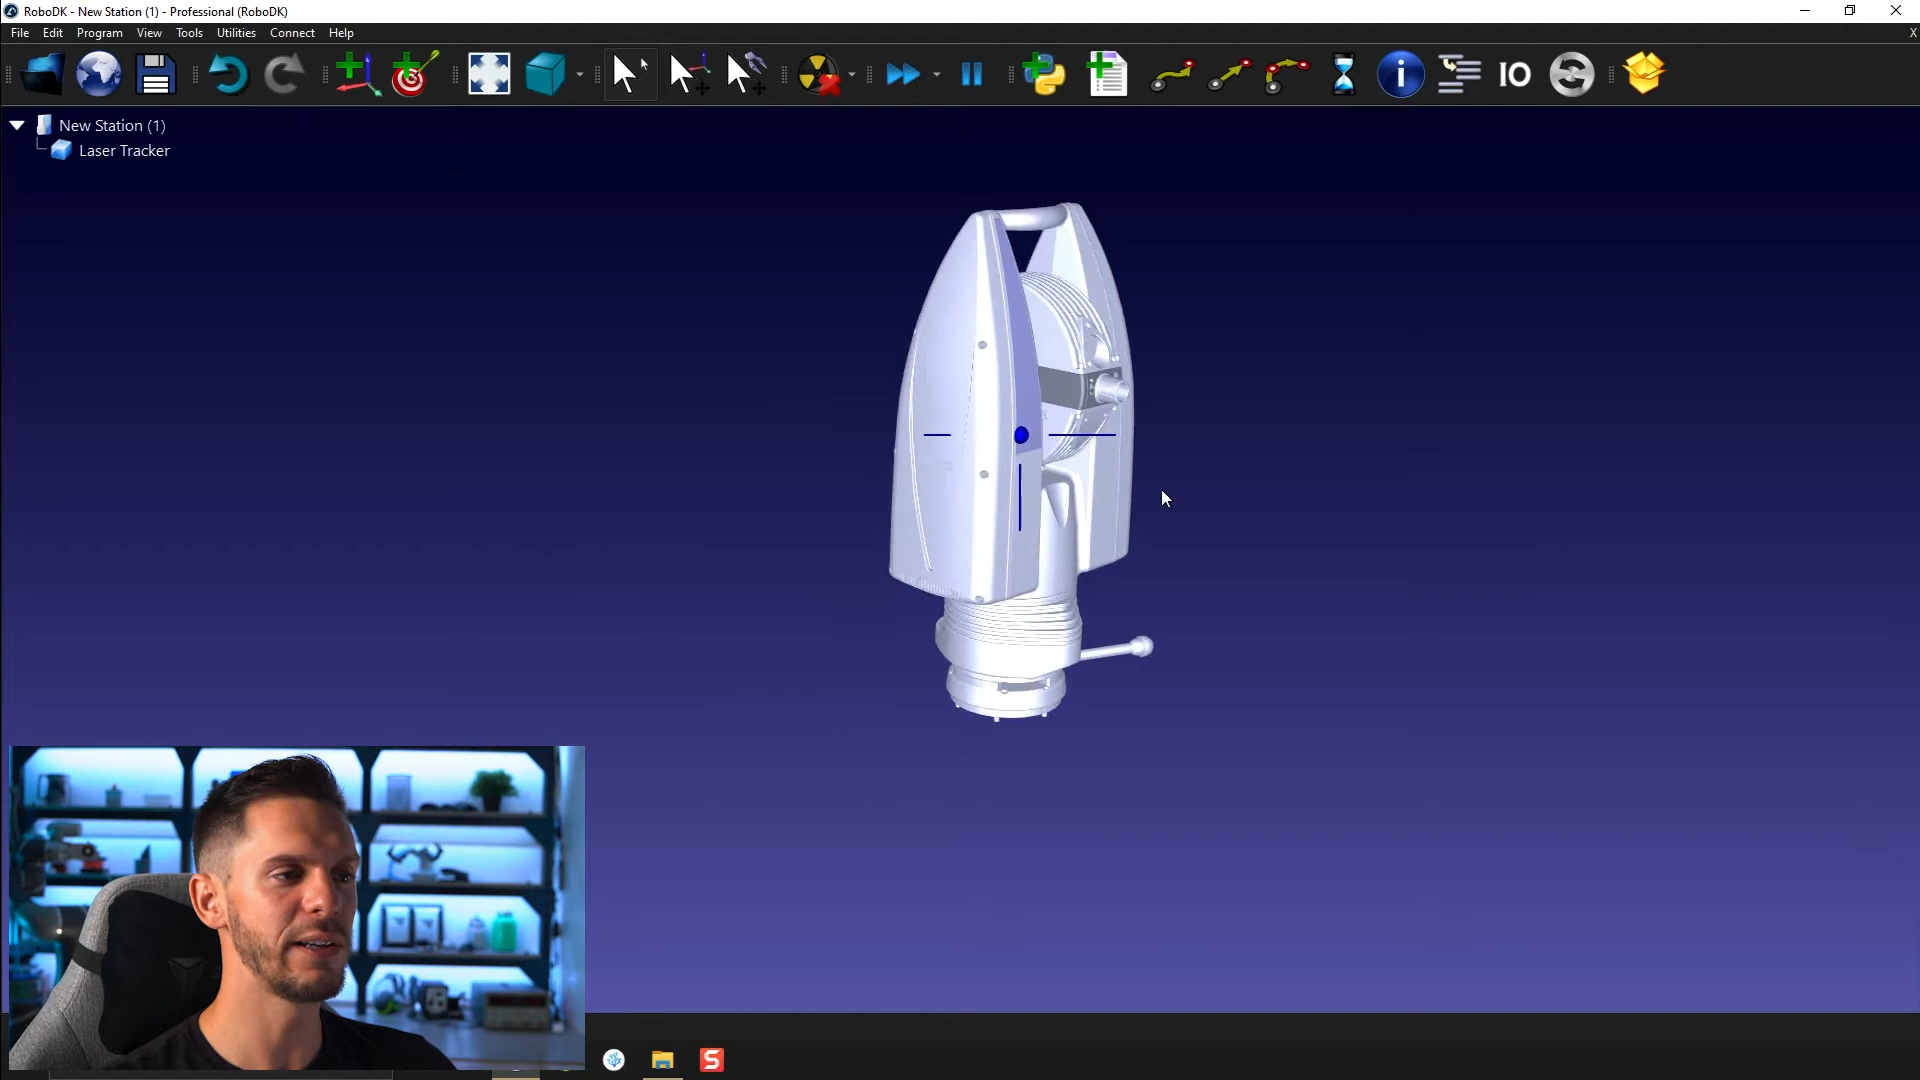 RoboDK - New Station (1) - Professional (RoboDK)
File Edit Program View Tools Utilities Connect Help
X
IO
New Station (1)
Laser Tracker